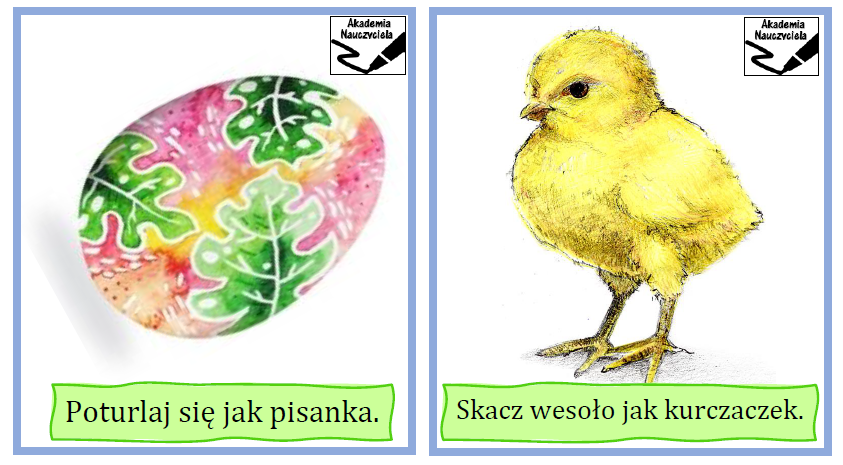 Akademia
Nauczyciela
Poturlaj się jak pisanka.
Akademia
Nauczyciela
Skacz wesoło jak kurczaczek.